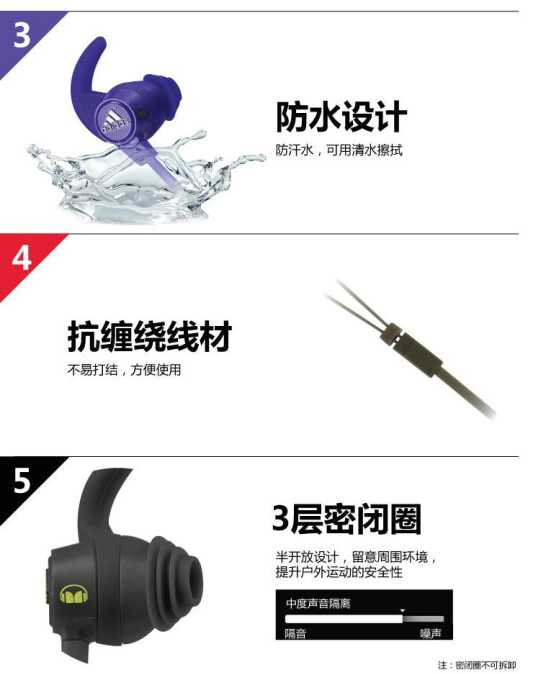 3
adidas
防水设计
防汗水，可用清水擦拭
4
抗缠绕线材
不易打结，方便使用
5
3层密闭圈
半开放设计，留意周围环境，
提升户外运动的安全性
中度声音隔离
隔音 噪声
注：密闭圈不可拆卸